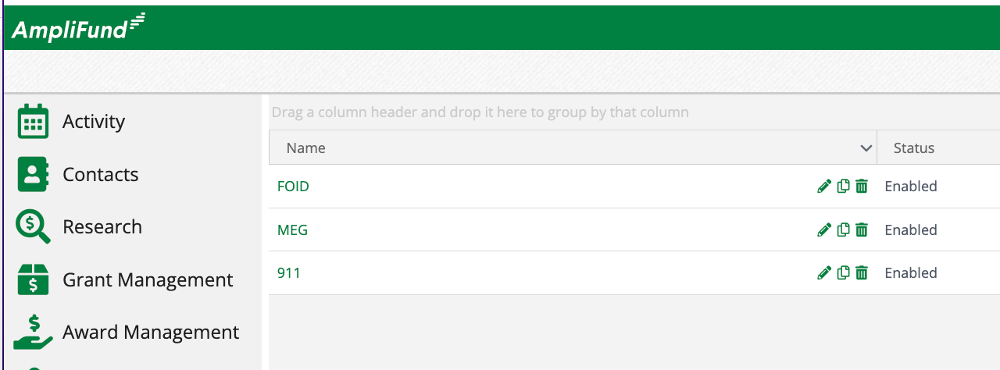 AmpliFund
Activity
Contacts
Research
Grant Management
Award Management
Drag a column header and drop it here to group by that column
Name Status
FOID Enabled
MEG Enabled
911 Enabled